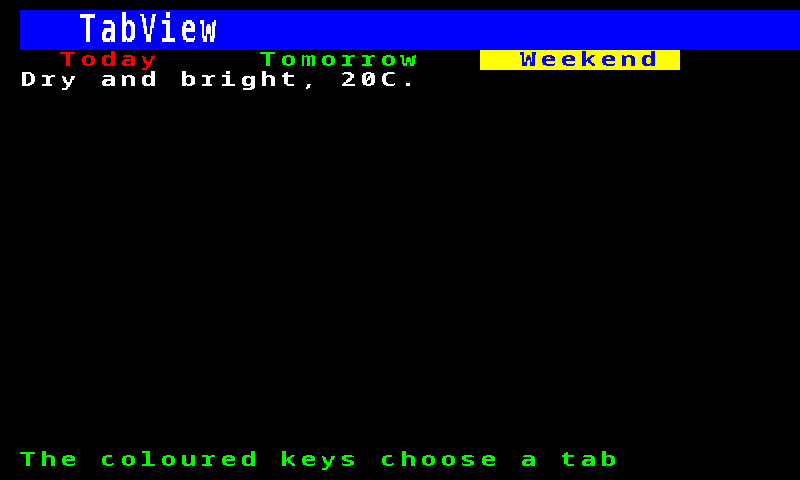 TabView
Today Tomorrow Weekend
Dry and bright, 20C.
The coloured keys choose a tab